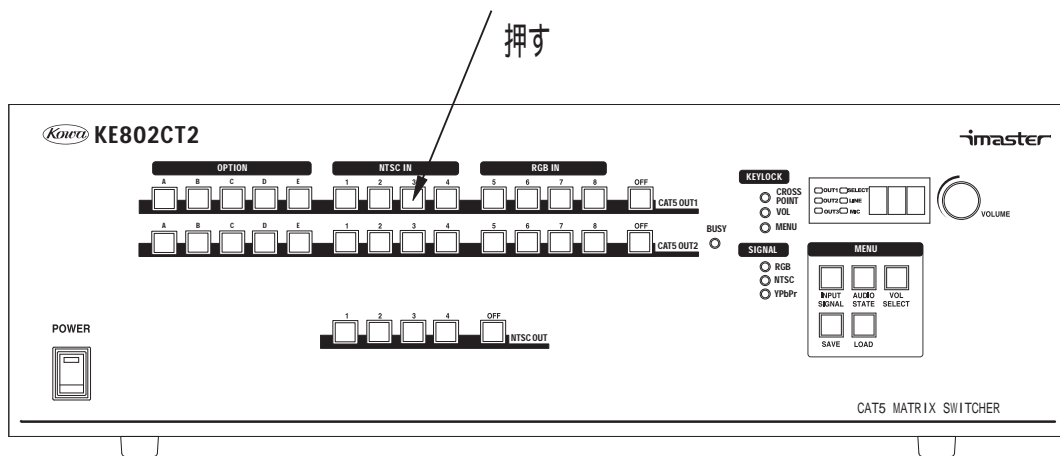 押す
Kowa KE802CT2
imaster
OPTION NTSC IN RGB IN
A B C D E 1 2 3 4 5 6 7 8 OFF
CAT5 OUT1
A B C D E 1 2 3 4 5 6 7 8 OFF
CAT5 OUT2
1 2 3 4 OFF
NTSC OUT
POWER
BUSY
KEYLOCK
CROSS
POINT
VOL
MENU
SIGNAL
RGB
NTSC
YPbPr
OUT1 SELECT
OUT2 LINE
OUT3 MIC
VOLUME
MENU
INPUT
SIGNAL
AUDIO
STATE
VOL
SELECT
SAVE LOAD
CAT5 MATRIX SWITCHER